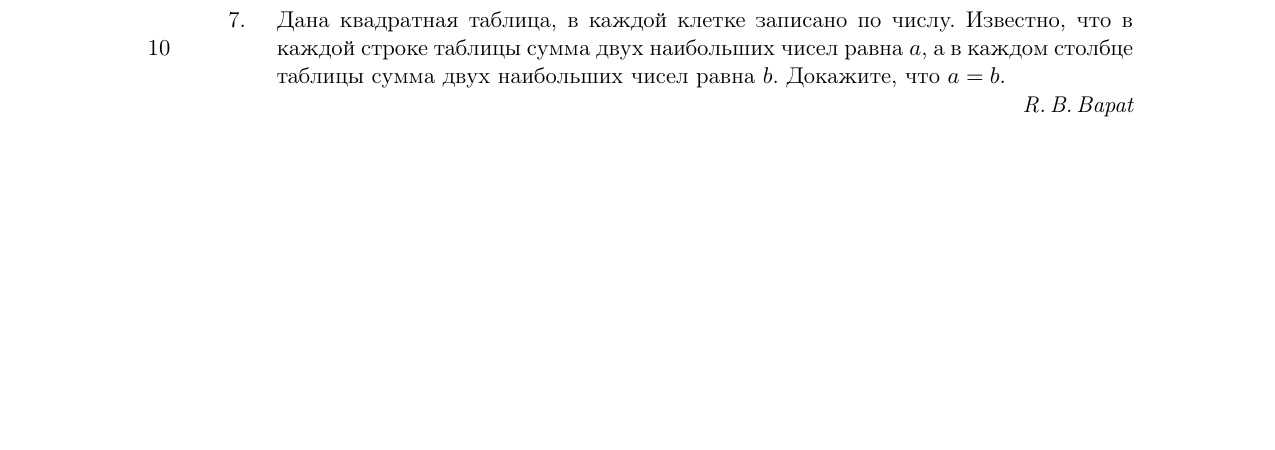 7. Дана квадратная таблица, в каждой клетке записано по числу. Известно, что в
10 каждой строке таблицы сумма двух наибольших чисел равна a, а в каждом столбце
таблицы сумма двух наибольших чисел равна b. Докажите, что a = b.
R. B. Bapat